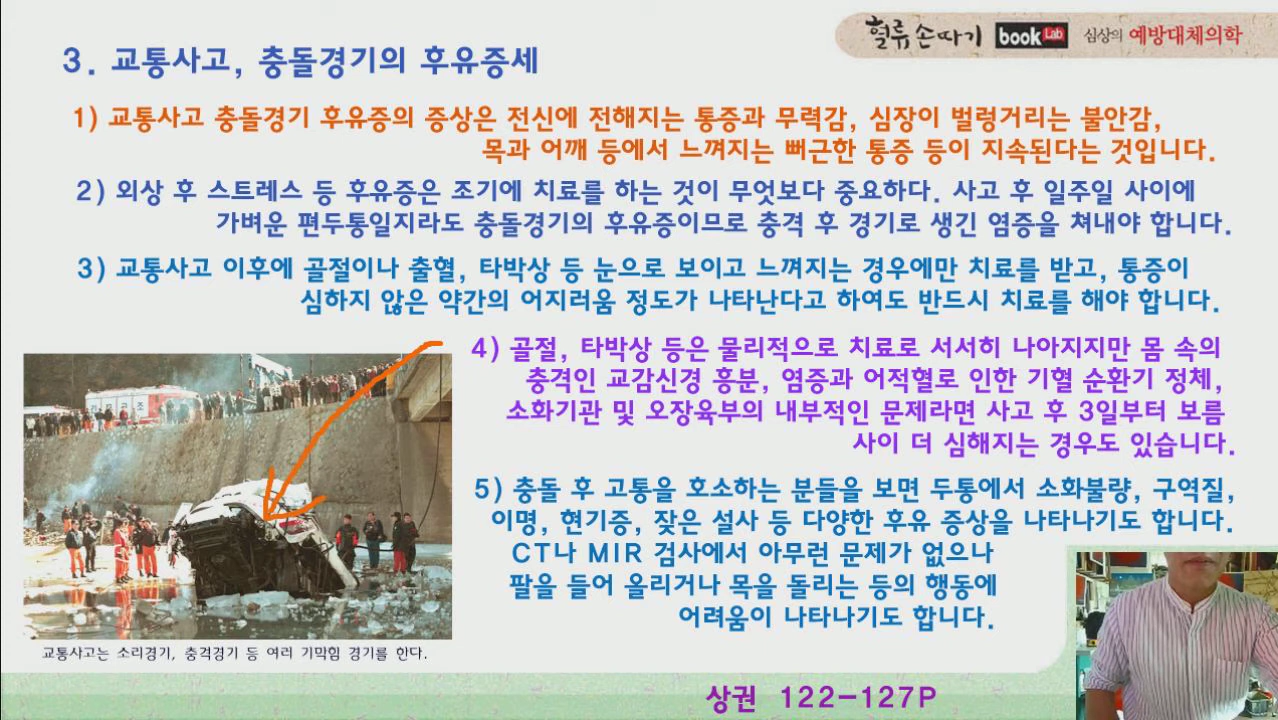 혈류 손따기 book Lab 심상의 예방대체의학
3. 교통사고, 충돌경기의 후유증세
1) 교통사고 충돌경기 후유증의 증상은 전신에 전해지는 통증과 무력감, 심장이 벌렁거리는 불안감,
목과 어깨 등에서 느껴지는 뻐근한 통증 등이 지속된다는 것입니다.
2) 외상 후 스트레스 등 후유증은 조기에 치료를 하는 것이 무엇보다 중요하다. 사고 후 일주일 사이에
가벼운 편두통일지라도 충돌경기의 후유증이므로 충격 후 경기로 생긴 염증을 쳐내야 합니다.
3) 교통사고 이후에 골절이나 출혈, 타박상 등 눈으로 보이고 느껴지는 경우에만 치료를 받고, 통증이
심하지 않은 약간의 어지러움 정도가 나타난다고 하여도 반드시 치료를 해야 합니다.
4) 골절, 타박상 등은 물리적으로 치료로 서서히 나아지지만 몸 속의
충격인 교감신경 흥분, 염증과 어적혈로 인한 기혈 순환기 정체,
소화기관 및 오장육부의 내부적인 문제라면 사고 후 3일부터 보름
사이 더 심해지는 경우도 있습니다.
5) 충돌 후 고통을 호소하는 분들을 보면 두통에서 소화불량, 구역질,
이명, 현기증, 잦은 설사 등 다양한 후유 증상을 나타나기도 합니다.
CT나 MIR 검사에서 아무런 문제가 없으나
팔을 들어 올리거나 목을 돌리는 등의 행동에
어려움이 나타나기도 합니다.
교통사고는 소리경기, 충격경기 등 여러 기막힘 경기를 한다.
상권 122-127P